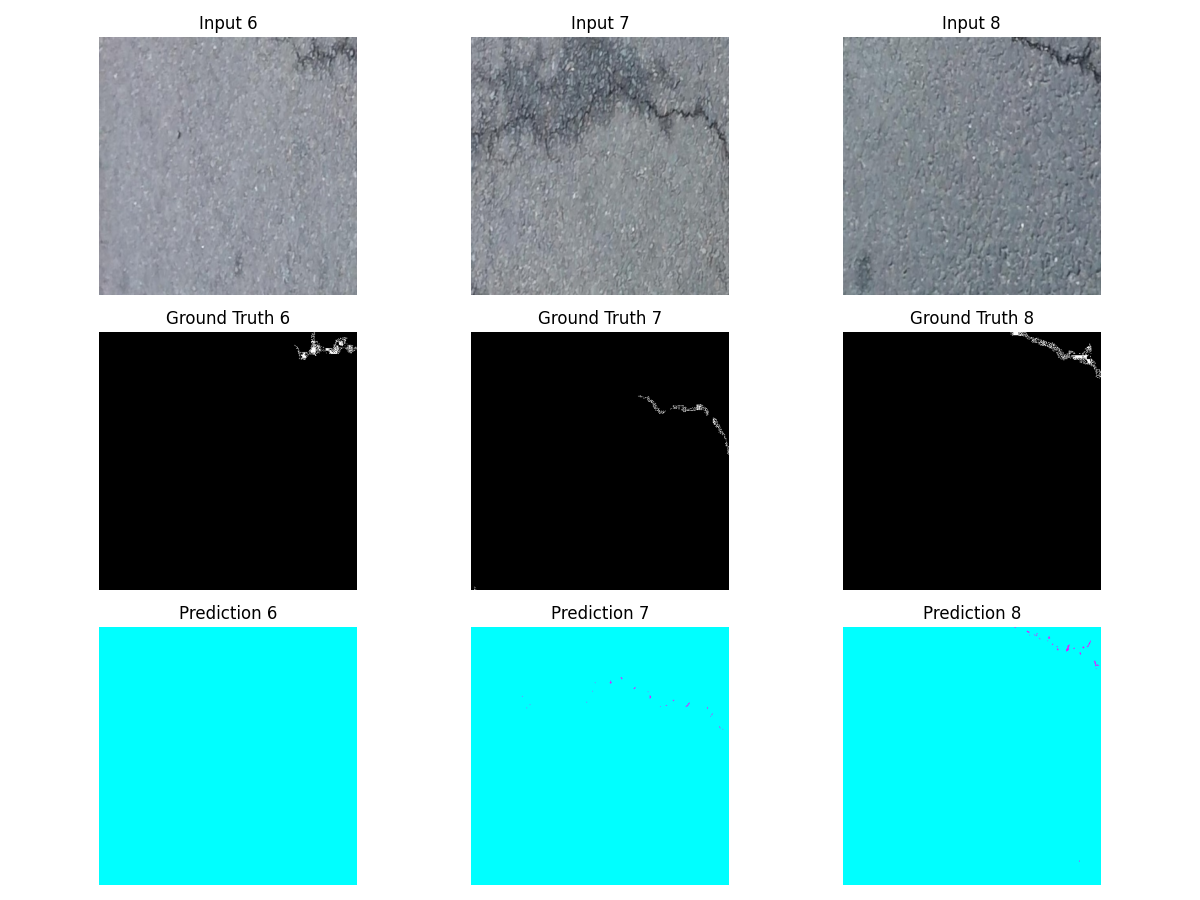 Input 6
Input 7
Input 8
Ground Truth 6
Ground Truth 7
Ground Truth 8
Prediction 6
Prediction 7
Prediction 8